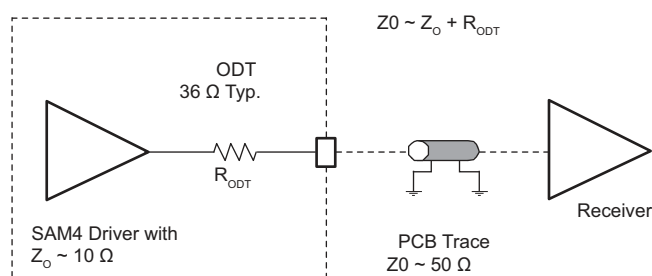 Z0 ~ Z_O + R_ODT
ODT
36 Ω Typ.
R_ODT
Receiver
SAM4 Driver with
Z_O ~ 10 Ω
PCB Trace
Z0 ~ 50 Ω